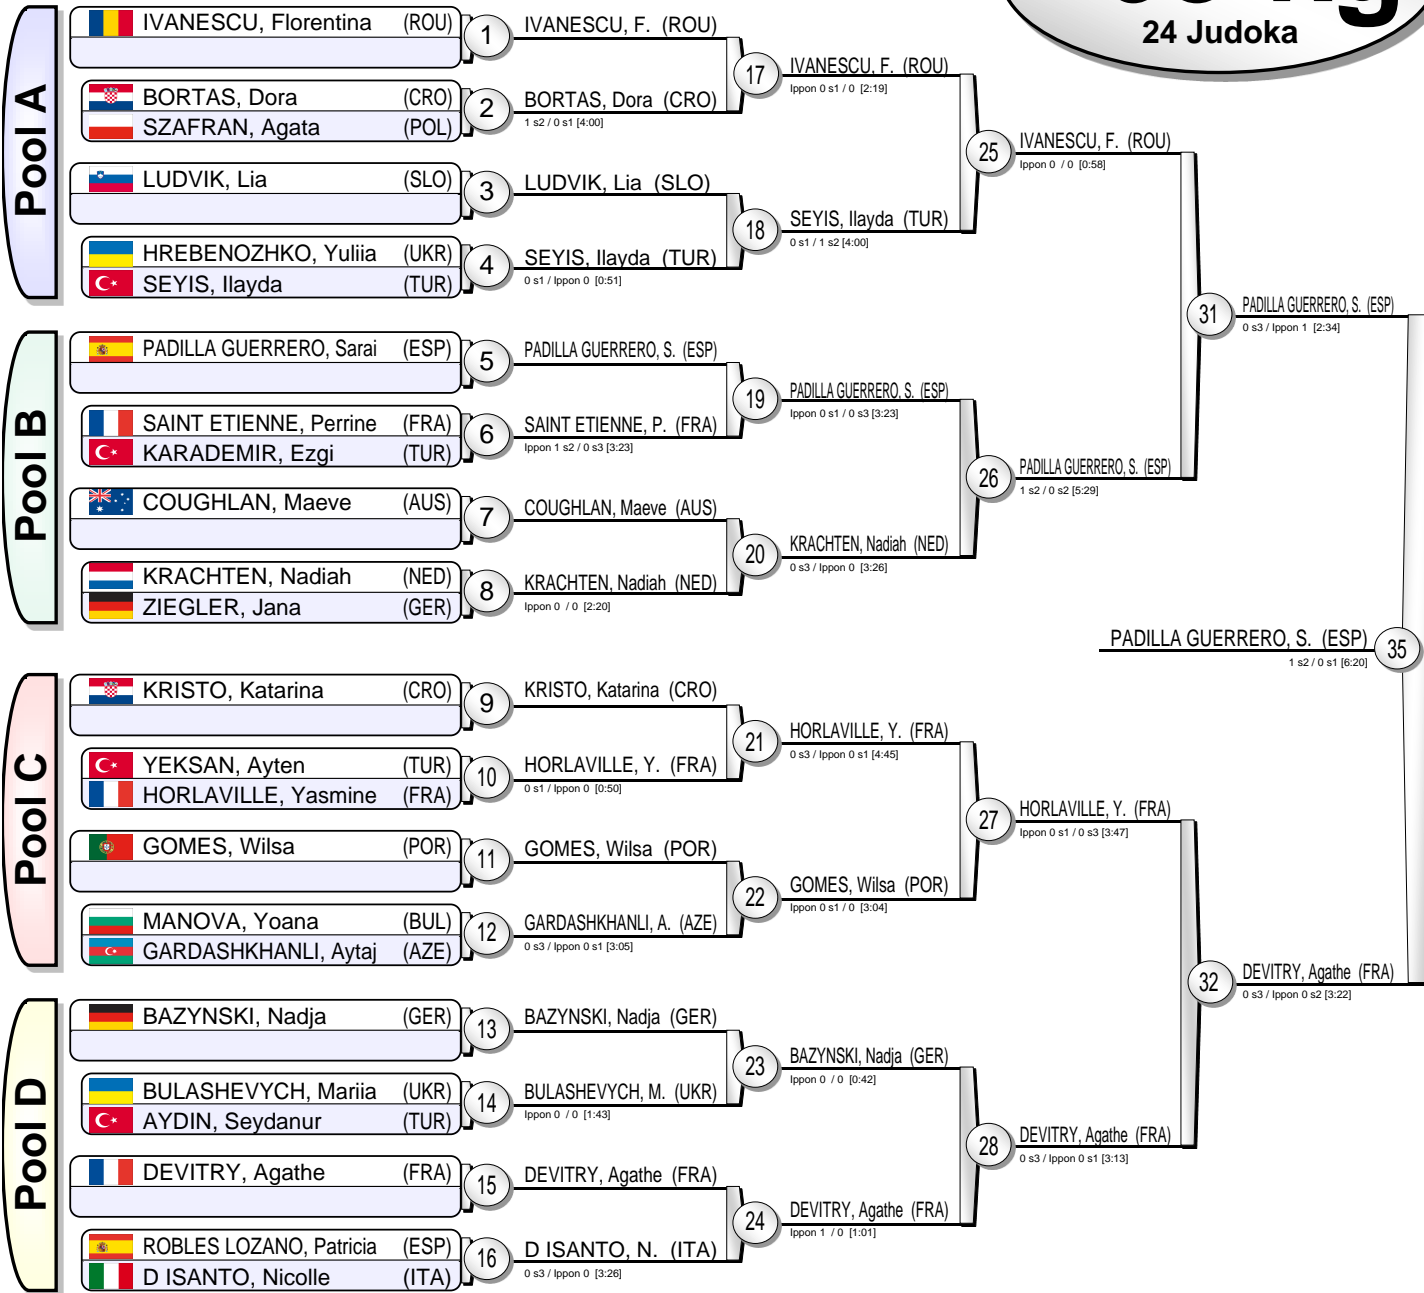 24 Judoka
Pool A
IVANESCU, Florentina (ROU)
1
BORTAS, Dora (CRO)
SZAFRAN, Agata (POL)
2
LUDVIK, Lia (SLO)
3
HREBENOZHKO, Yuliia (UKR)
SEYIS, Ilayda (TUR)
4
Pool B
PADILLA GUERRERO, Sarai (ESP)
5
SAINT ETIENNE, Perrine (FRA)
KARADEMIR, Ezgi (TUR)
6
COUGHLAN, Maeve (AUS)
7
KRACHTEN, Nadiah (NED)
ZIEGLER, Jana (GER)
8
Pool C
KRISTO, Katarina (CRO)
9
YEKSAN, Ayten (TUR)
HORLAVILLE, Yasmine (FRA)
10
GOMES, Wilsa (POR)
11
MANOVA, Yoana (BUL)
GARDASHKHANLI, Aytaj (AZE)
12
Pool D
BAZYNSKI, Nadja (GER)
13
BULASHEVYCH, Mariia (UKR)
AYDIN, Seydanur (TUR)
14
DEVITRY, Agathe (FRA)
15
ROBLES LOZANO, Patricia (ESP)
D ISANTO, Nicolle (ITA)
16
IVANESCU, F. (ROU)
BORTAS, Dora (CRO)
1 s2 / 0 s1 [4:00]
17
LUDVIK, Lia (SLO)
SEYIS, Ilayda (TUR)
0 s1 / Ippon 0 [0:51]
18
PADILLA GUERRERO, S. (ESP)
SAINT ETIENNE, P. (FRA)
Ippon 1 s2 / 0 s3 [3:23]
19
COUGHLAN, Maeve (AUS)
KRACHTEN, Nadiah (NED)
Ippon 0 / 0 [2:20]
20
KRISTO, Katarina (CRO)
HORLAVILLE, Y. (FRA)
0 s1 / Ippon 0 [0:50]
21
GOMES, Wilsa (POR)
GARDASHKHANLI, A. (AZE)
0 s3 / Ippon 0 s1 [3:05]
22
BAZYNSKI, Nadja (GER)
BULASHEVYCH, M. (UKR)
Ippon 0 / 0 [1:43]
23
DEVITRY, Agathe (FRA)
D ISANTO, N. (ITA)
0 s3 / Ippon 0 [3:26]
24
IVANESCU, F. (ROU)
Ippon 0 s1 / 0 [2:19]
SEYIS, Ilayda (TUR)
0 s1 / 1 s2 [4:00]
25
PADILLA GUERRERO, S. (ESP)
Ippon 0 s1 / 0 s3 [3:23]
KRACHTEN, Nadiah (NED)
0 s3 / Ippon 0 [3:26]
26
HORLAVILLE, Y. (FRA)
0 s3 / Ippon 0 s1 [4:45]
GOMES, Wilsa (POR)
Ippon 0 s1 / 0 [3:04]
27
BAZYNSKI, Nadja (GER)
Ippon 0 / 0 [0:42]
DEVITRY, Agathe (FRA)
Ippon 1 / 0 [1:01]
28
IVANESCU, F. (ROU)
Ippon 0 / 0 [0:58]
PADILLA GUERRERO, S. (ESP)
1 s2 / 0 s2 [5:29]
31
HORLAVILLE, Y. (FRA)
Ippon 0 s1 / 0 s3 [3:47]
DEVITRY, Agathe (FRA)
0 s3 / Ippon 0 s1 [3:13]
32
PADILLA GUERRERO, S. (ESP)
0 s3 / Ippon 1 [2:34]
DEVITRY, Agathe (FRA)
0 s3 / Ippon 0 s2 [3:22]
PADILLA GUERRERO, S. (ESP)
1 s2 / 0 s1 [6:20]
35